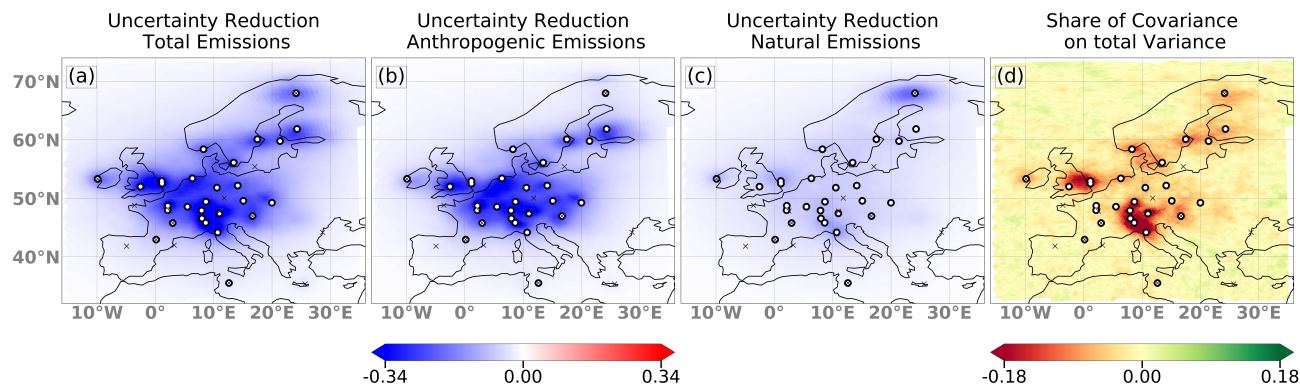 Uncertainty Reduction
Total Emissions
Uncertainty Reduction
Anthropogenic Emissions
Uncertainty Reduction
Natural Emissions
Share of Covariance
on total Variance
(a)
(b)
(c)
(d)
70°N
60°N
50°N
40°N
10°W 0° 10°E 20°E 30°E
10°W 0° 10°E 20°E 30°E
10°W 0° 10°E 20°E 30°E
10°W 0° 10°E 20°E 30°E
-0.34 0.00 0.34
-0.18 0.00 0.18